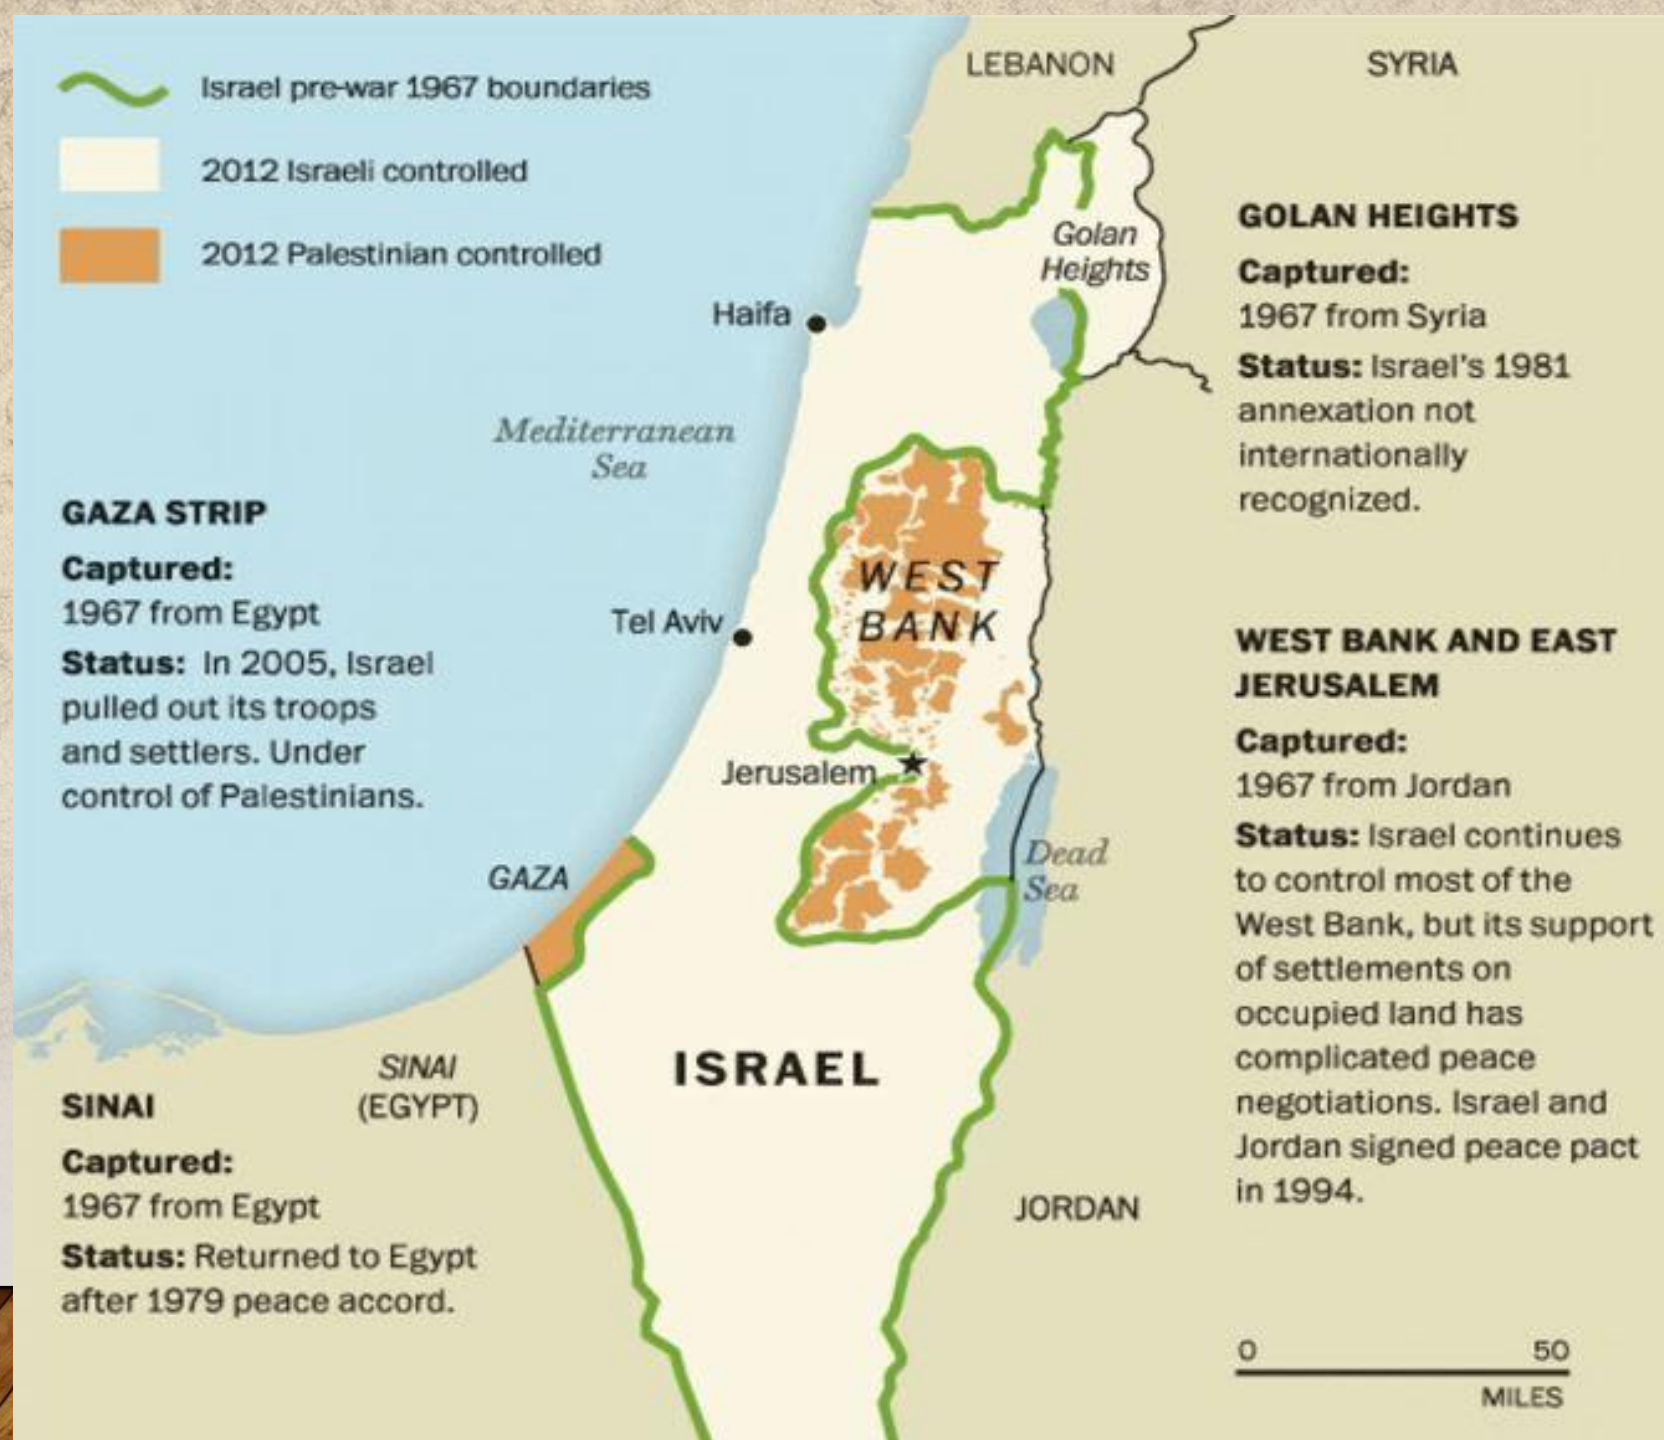 Israel pre-war 1967 boundaries
2012 Israeli controlled
2012 Palestinian controlled
LEBANON
SYRIA
Golan
Heights
Haifa
Mediterranean
Sea
GOLAN HEIGHTS
Captured:
1967 from Syria
Status: Israel's 1981
annexation not
internationally
recognized.
GAZA STRIP
Captured:
1967 from Egypt
Status: In 2005, Israel
pulled out its troops
and settlers. Under
control of Palestinians.
WEST
BANK
Tel Aviv
Jerusalem
Dead
Sea
GAZA
WEST BANK AND EAST
JERUSALEM
Captured:
1967 from Jordan
Status: Israel continues
to control most of the
West Bank, but its support
of settlements on
occupied land has
complicated peace
negotiations. Israel and
Jordan signed peace pact
in 1994.
ISRAEL
SINAI
(EGYPT)
SINAI
Captured:
1967 from Egypt
Status: Returned to Egypt
after 1979 peace accord.
JORDAN
0 50
MILES